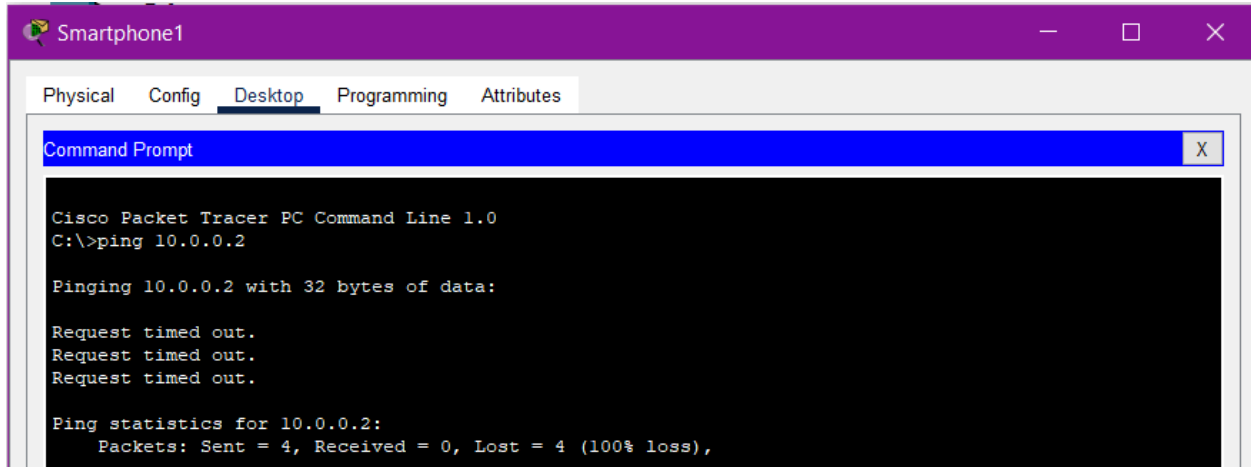 Smartphone1
Physical Config Desktop Programming Attributes
Command Prompt X
Cisco Packet Tracer PC Command Line 1.0
C:\>ping 10.0.0.2
Pinging 10.0.0.2 with 32 bytes of data:
Request timed out.
Request timed out.
Request timed out.
Ping statistics for 10.0.0.2:
Packets: Sent = 4, Received = 0, Lost = 4 (100% loss),